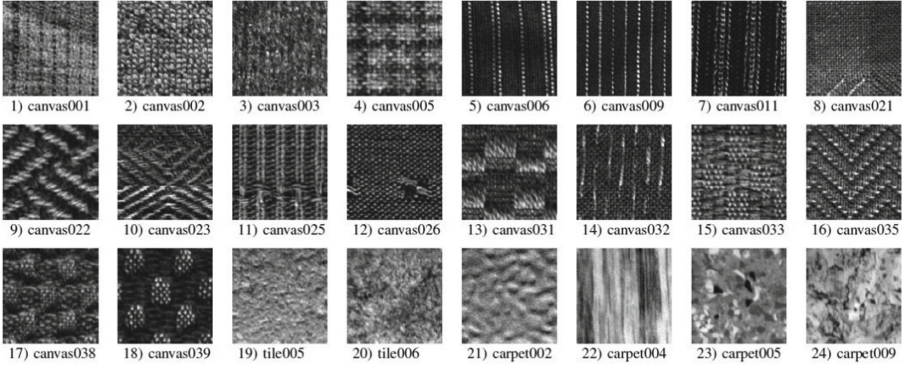 1) canvas001 2) canvas002 3) canvas003 4) canvas005 5) canvas006 6) canvas009 7) canvas011 8) canvas021
9) canvas022 10) canvas023 11) canvas025 12) canvas026 13) canvas031 14) canvas032 15) canvas033 16) canvas035
17) canvas038 18) canvas039 19) tile005 20) tile006 21) carpet002 22) carpet004 23) carpet005 24) carpet009